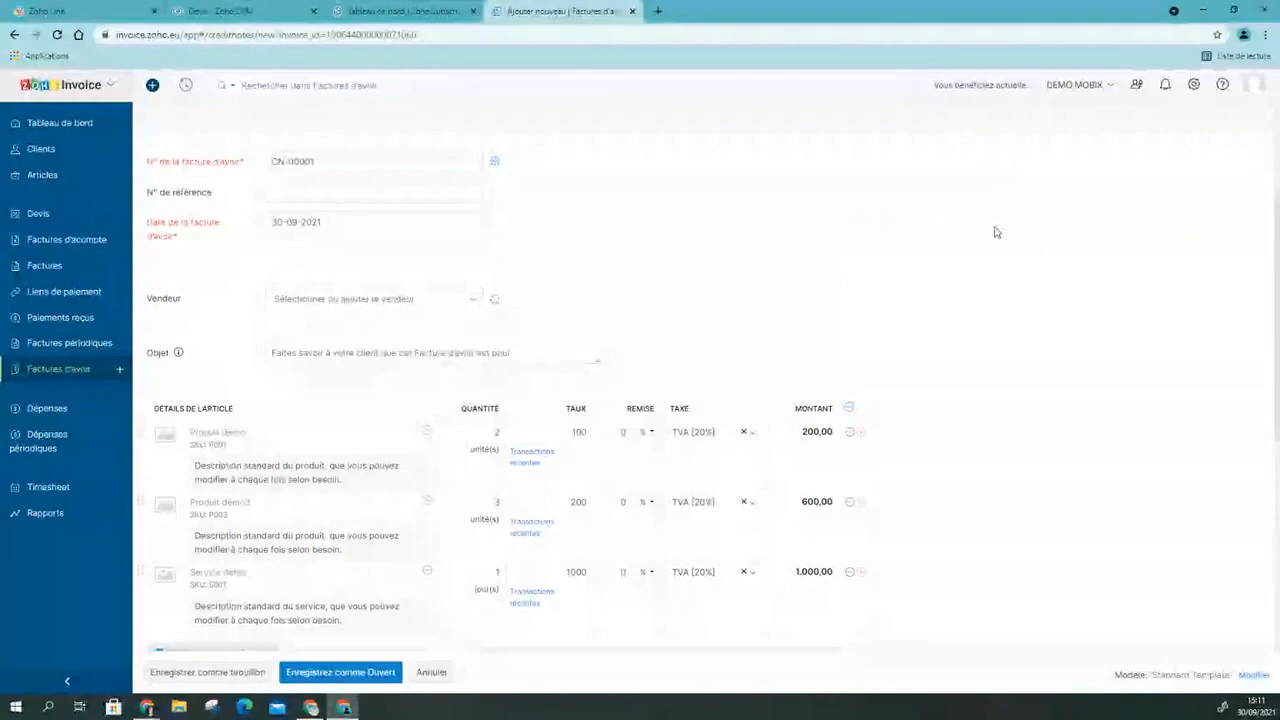 Zoho One
Devis
Tableau de bord
Ajouter nouveau | Factures d'av
invoice.zoho.eu/app#/creditnotes/new?invoice_id=
Applications
Liste de lecture
ZOHO Invoice
Rechercher dans Factures d'avoir
Vous bénéficiez actuelle...
DEMO MOBIX
Tableau de bord
Clients
Articles
Devis
Factures d'acompte
Factures
Liens de paiement
Paiements reçus
Factures périodiques
Factures d'avoir
+
Dépenses
Dépenses
périodiques
Timesheet
Rapports
N° de la facture d'avoir*
CN-00001
N° de référence
Date de la facture
d'avoir*
30-09-2021
Vendeur
Sélectionner ou ajouter le vendeur
Objet
Faites savoir à votre client que cet Facture d'avoir est pour
DÉTAILS DE L'ARTICLE QUANTITÉ TAUX REMISE TAXE MONTANT
Produit démo 2 100 0 % TVA [20%] 200,00
SKU: P001 unité(s) Transactions
récentes
Description standard du produit, que vous pouvez
modifier à chaque fois selon besoin.
Produit démo3 3 200 0 % TVA [20%] 600,00
SKU: P003 unité(s) Transactions
récentes
Description standard du produit, que vous pouvez
modifier à chaque fois selon besoin.
Service démo 1 1000 0 % TVA [20%] 1.000,00
SKU: S001 jour(s) Transactions
récentes
Description standard du service, que vous pouvez
modifier à chaque fois selon besoin.
Enregistrer comme brouillon
Enregistrez comme Ouvert
Annuler
Modèle: 'Standard Template' Modifier
15:11
30/09/2021